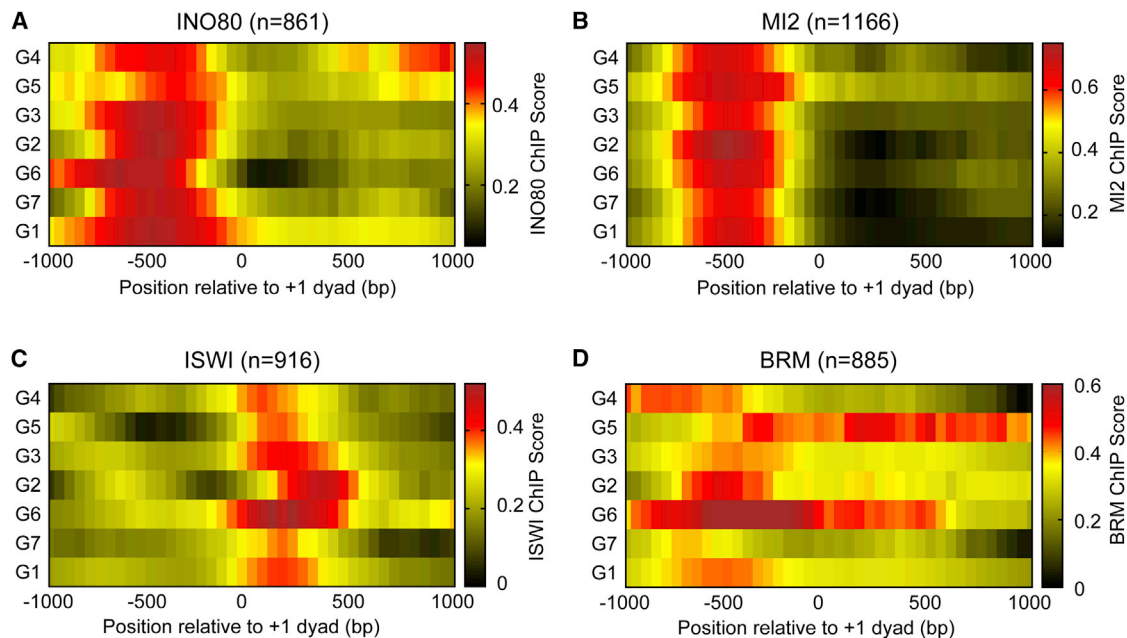 A
INO80 (n=861)
G4
G5
G3
G2
G6
G7
G1
-1000
-500
0
500
1000
Position relative to +1 dyad (bp)
0.4
0.2
INO80 ChIP Score
B
MI2 (n=1166)
G4
G5
G3
G2
G6
G7
G1
-1000
-500
0
500
1000
Position relative to +1 dyad (bp)
0.6
0.4
0.2
MI2 ChIP Score
C
ISWI (n=916)
G4
G5
G3
G2
G6
G7
G1
-1000
-500
0
500
1000
Position relative to +1 dyad (bp)
0.4
0.2
0
ISWI ChIP Score
D
BRM (n=885)
G4
G5
G3
G2
G6
G7
G1
-1000
-500
0
500
1000
Position relative to +1 dyad (bp)
0.6
0.4
0.2
0
BRM ChIP Score